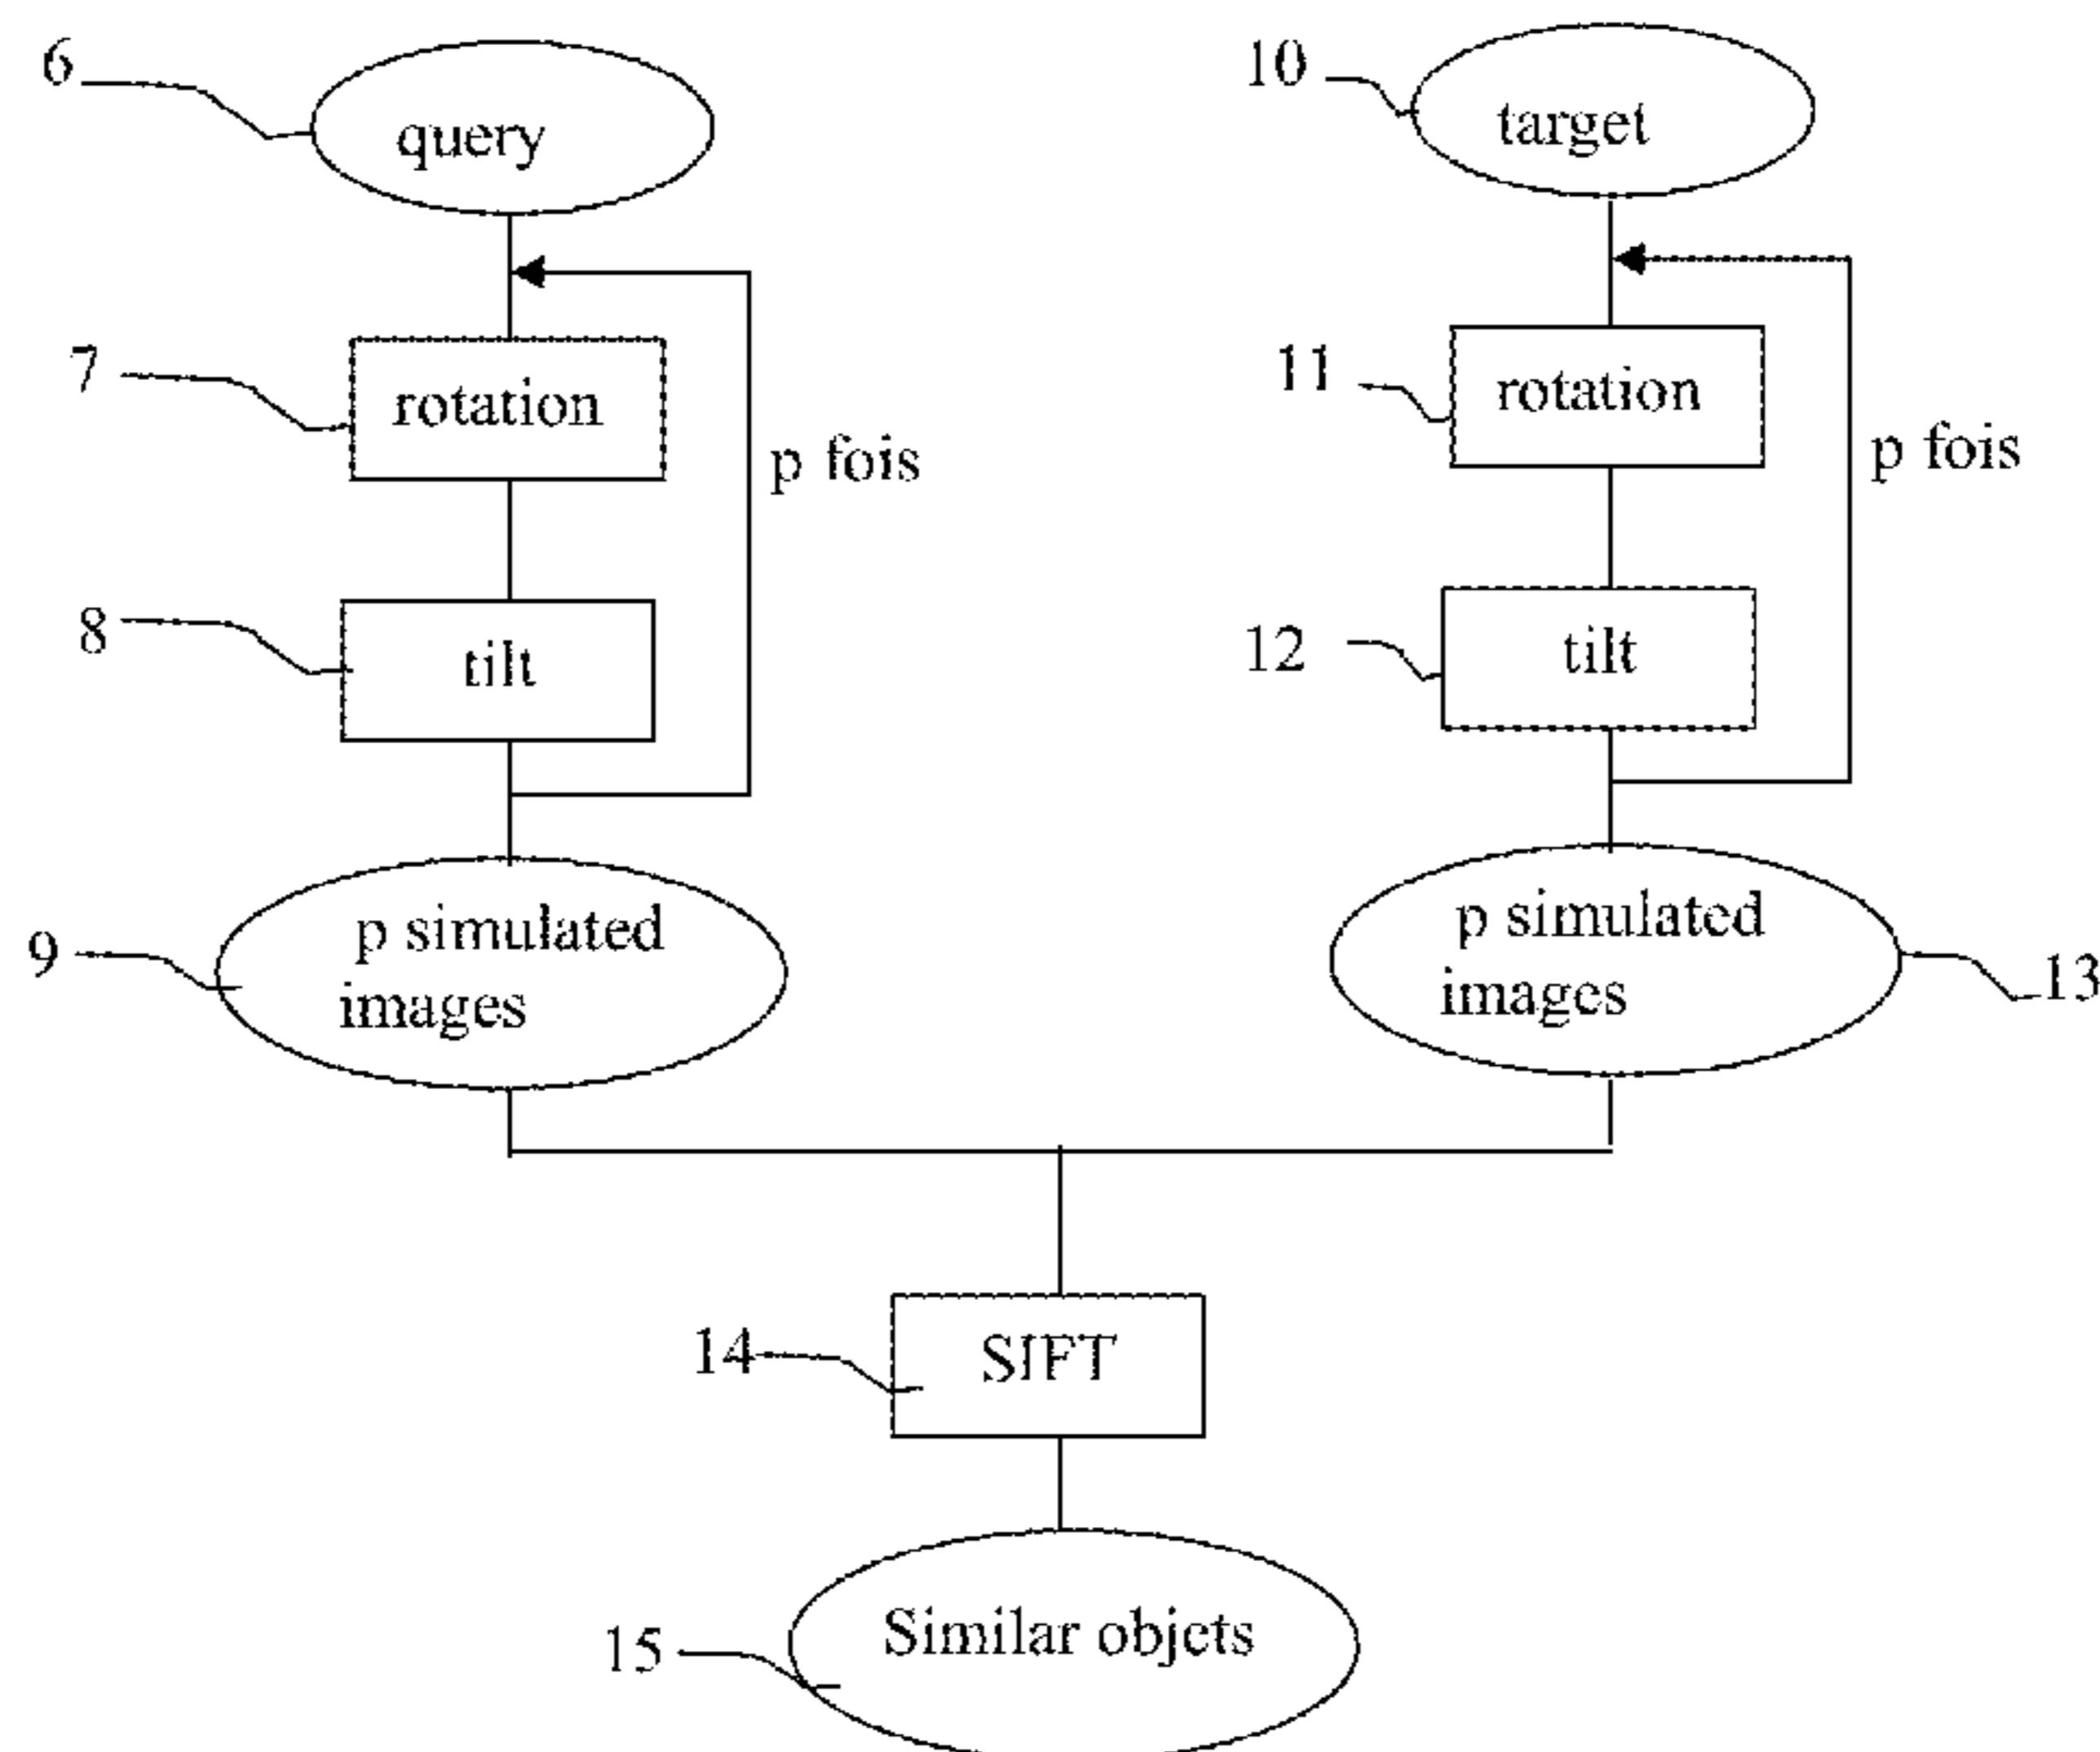 6
query
10
target
7
rotation
p fois
11
rotation
p fois
8
tilt
12
tilt
9
p simulated
images
p simulated
images
13
14
SIFT
15
Similar objets